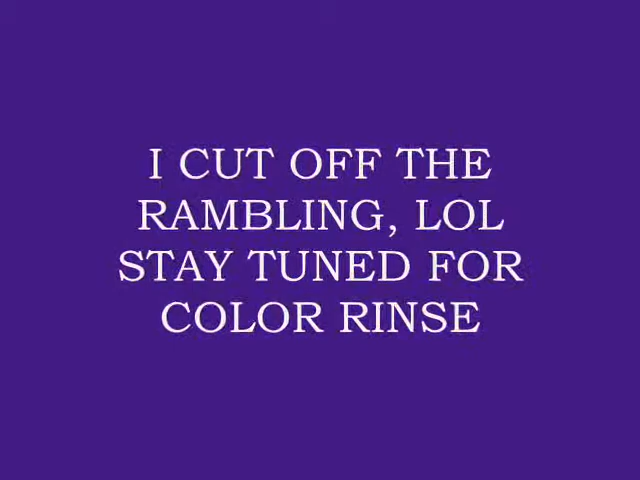 I CUT OFF THE
RAMBLING, LOL
STAY TUNED FOR
COLOR RINSE